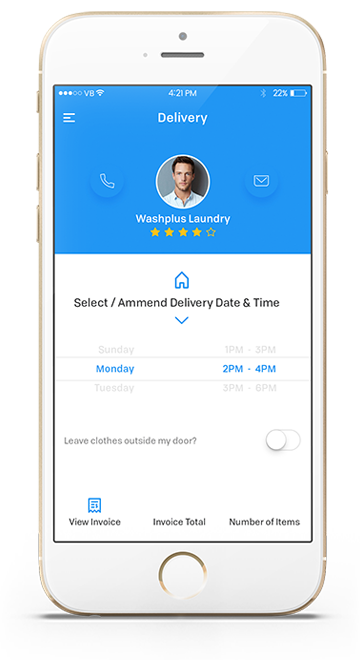 VB 4:21 PM 22%
Delivery
Washplus Laundry
Select / Ammend Delivery Date & Time
Sunday 1PM - 3PM
Monday 2PM - 4PM
Tuesday 3PM - 6PM
Leave clothes outside my door?
View Invoice Invoice Total Number of Items